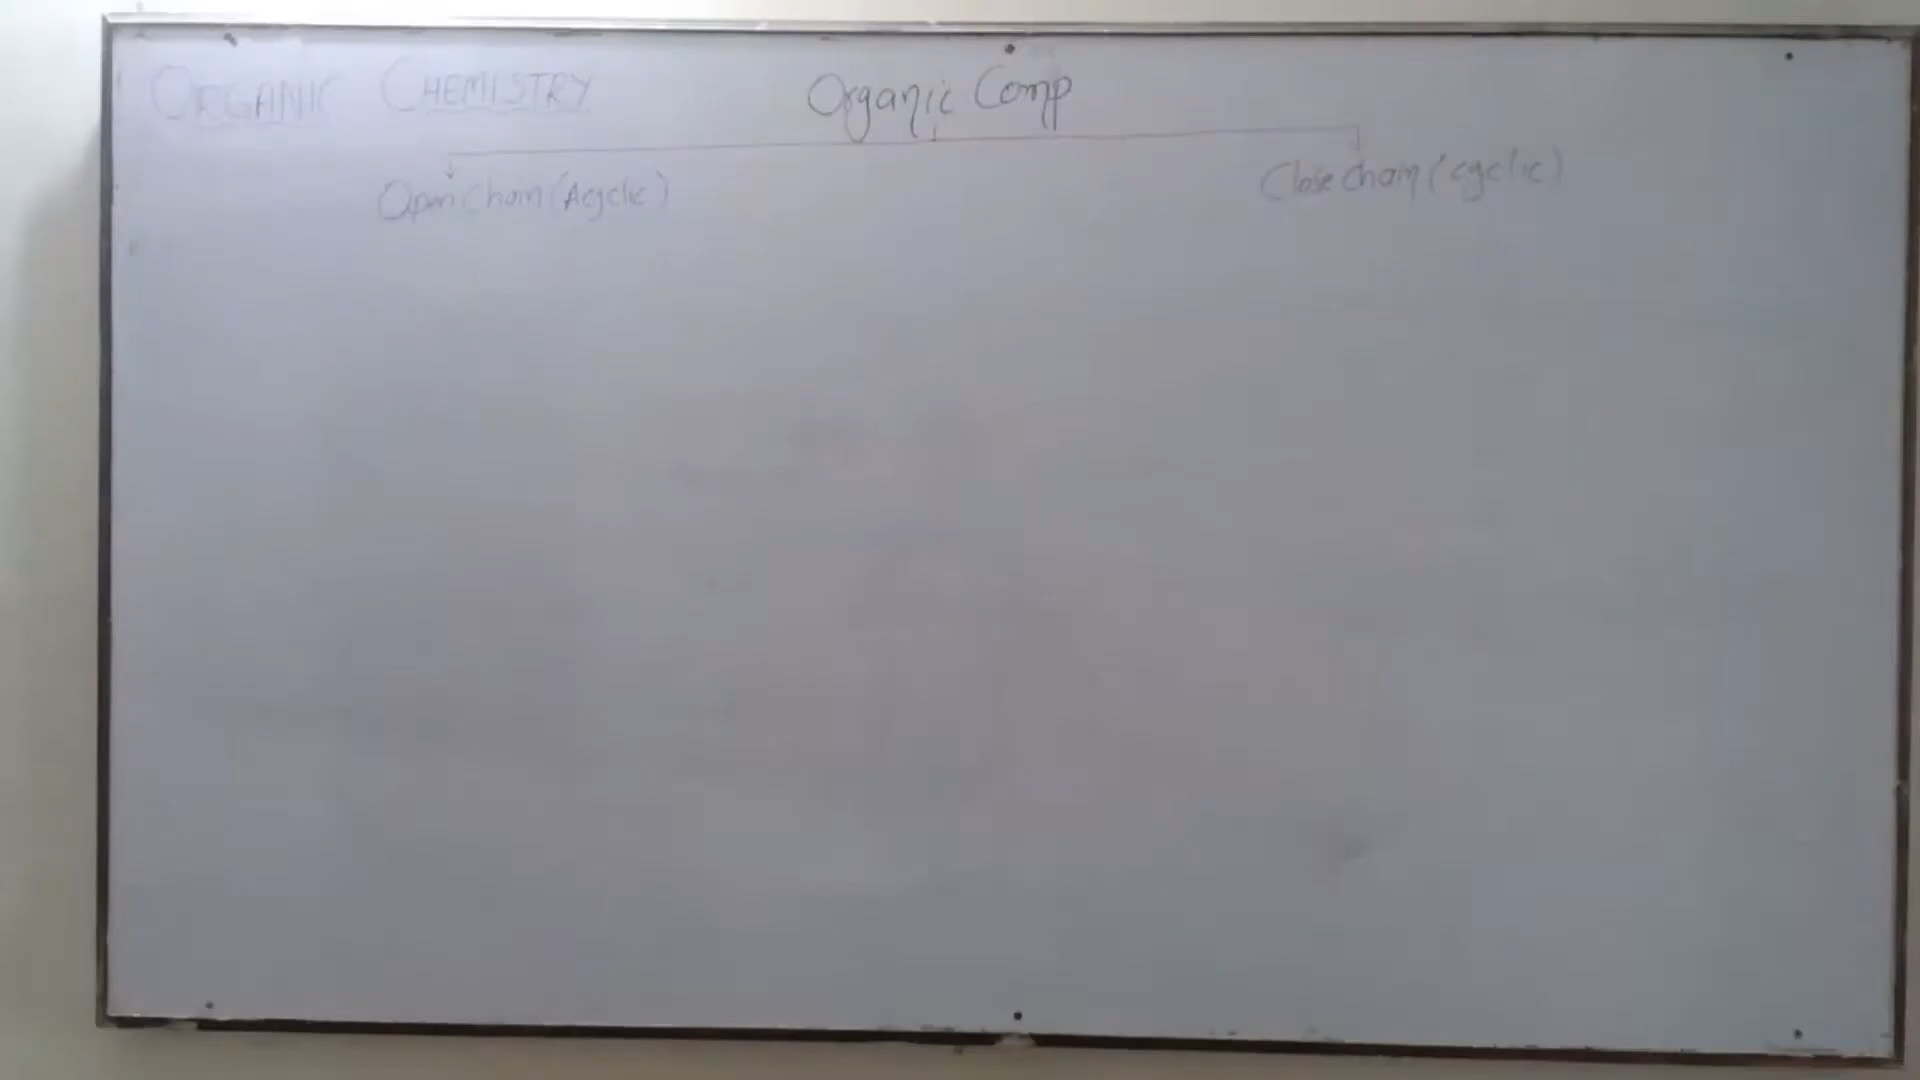 ORGANIC CHEMISTRY
Organic Comp
Open Chain (Acyclic)
Close chain (cyclic)